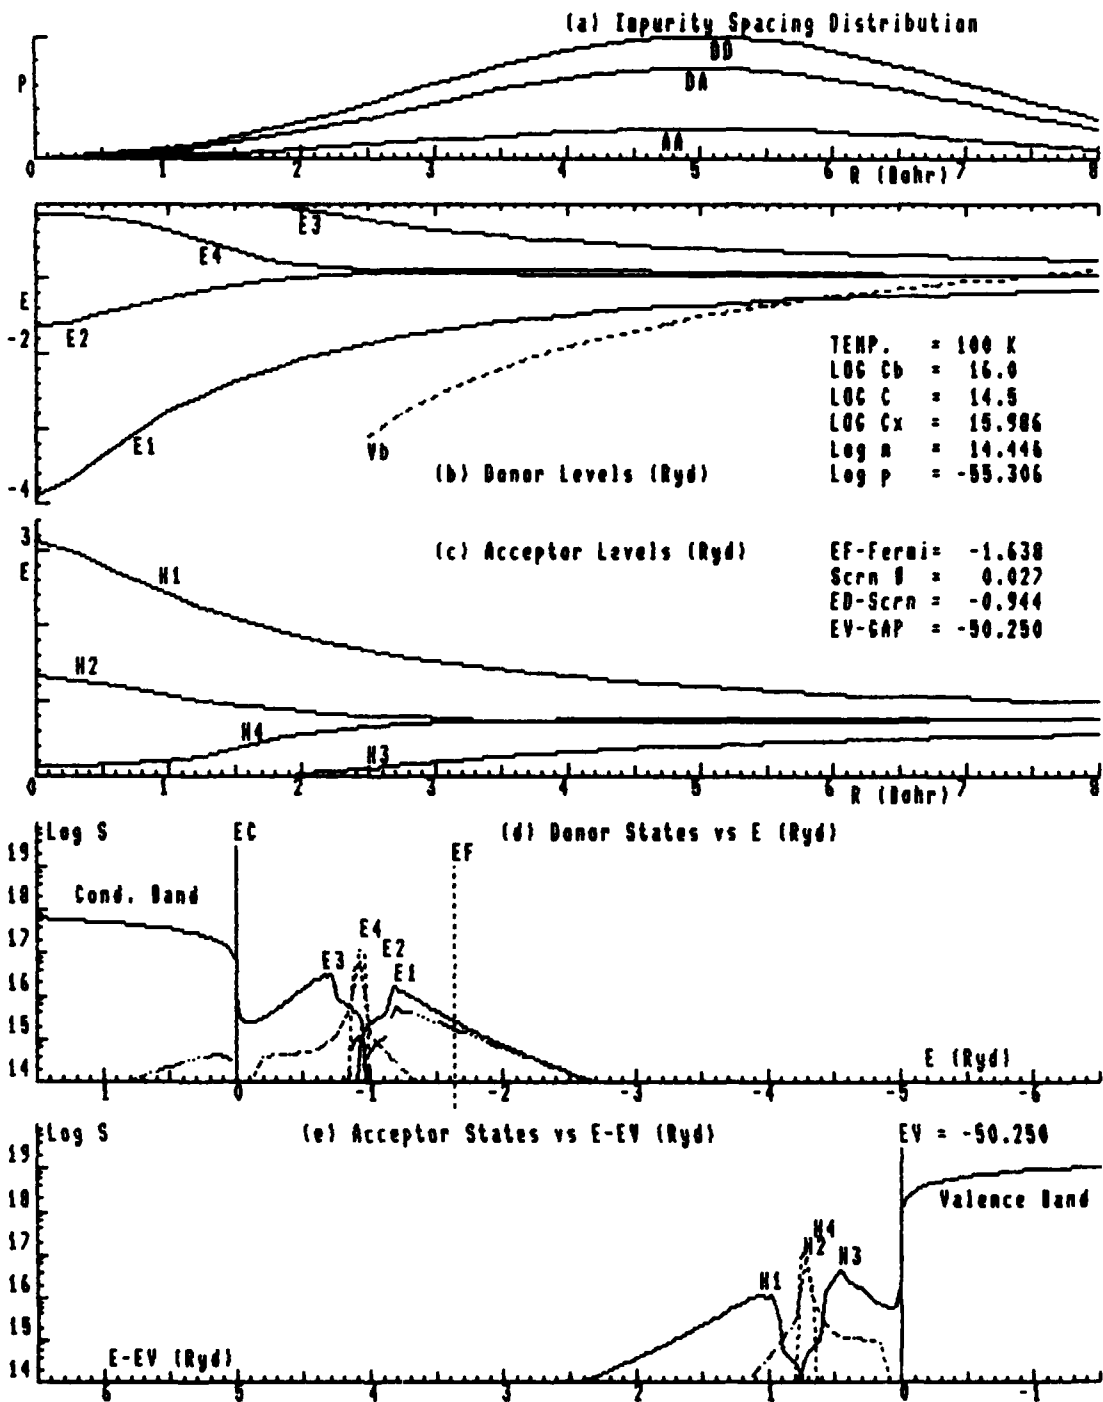 (a) Impurity Spacing Distribution
P
DD
DA
AA
0 1 2 3 4 5 6 7 8
R (Bohr)
E3
E4
E
E2
-2
E1
Vb
-4
(b) Donor Levels (Ryd)
TEMP. = 100 K
LOG Cb = 16.0
LOG C = 14.5
LOG Cx = 15.986
Log n = 14.446
Log p = -55.306
3
E
(c) Acceptor Levels (Ryd)
H1
H2
H4
H3
EF-Fermi= -1.638
Scrn = 0.027
ED-Scrn = -0.944
EV-GAP = -50.250
0 1 2 3 4 5 6 7 8
R (Bohr)
Log S
EC
(d) Donor States vs E (Ryd)
EF
19
18
17
16
15
14
Cond. Band
E3
E4
E2
E1
E (Ryd)
1 0 -1 -2 -3 -4 -5
Log S
(e) Acceptor States vs E-EV (Ryd)
EV = -50.250
19
18
17
16
15
14
Valence Band
H4
H2
H3
H1
E-EV (Ryd)
6 5 4 3 2 1 0 -1